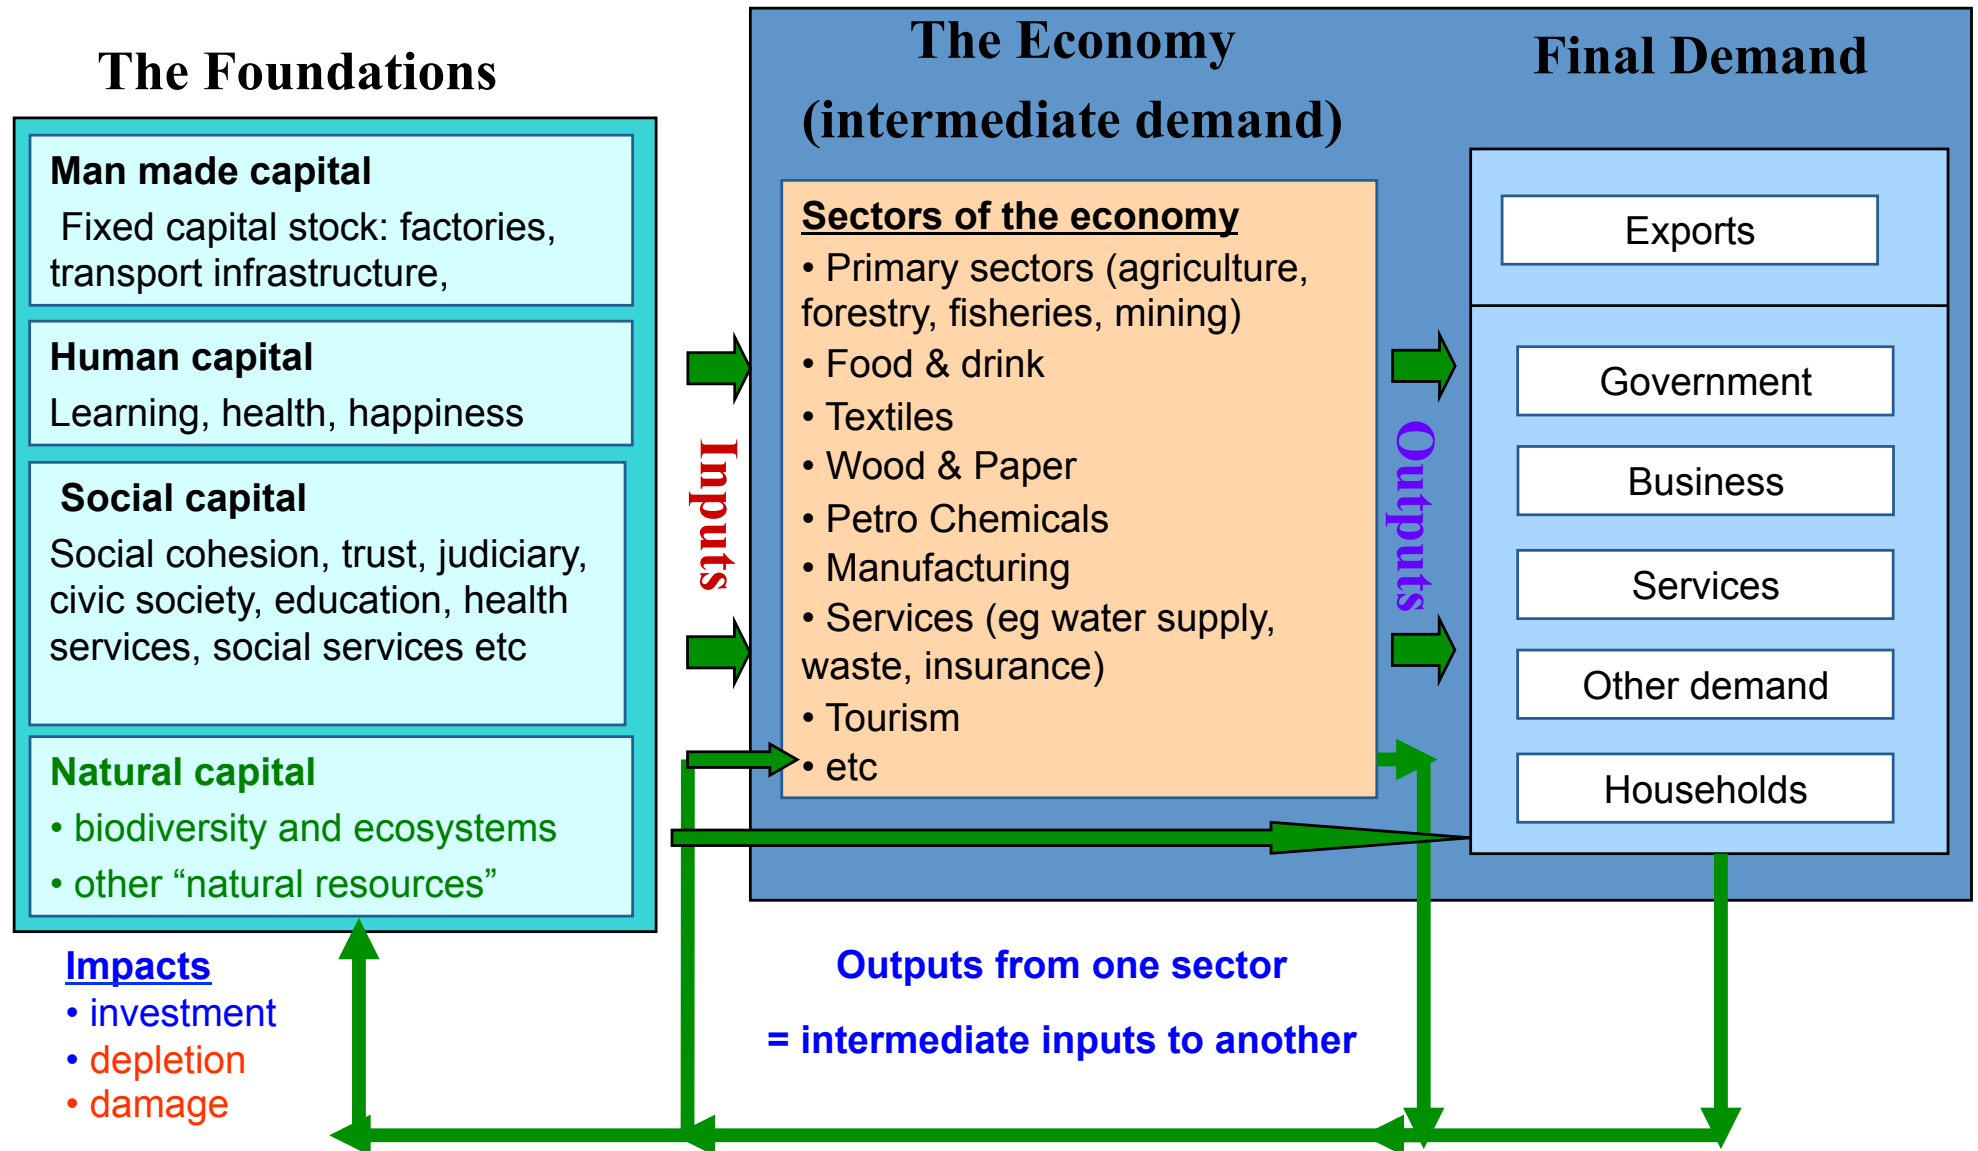 The Foundations
Man made capital
Fixed capital stock: factories,
transport infrastructure,
Human capital
Learning, health, happiness
Social capital
Social cohesion, trust, judiciary,
civic society, education, health
services, social services etc
Natural capital
• biodiversity and ecosystems
• other “natural resources”
Impacts
• investment
• depletion
• damage
Inputs
The Economy
(intermediate demand)
Sectors of the economy
• Primary sectors (agriculture,
forestry, fisheries, mining)
• Food & drink
• Textiles
• Wood & Paper
• Petro Chemicals
• Manufacturing
• Services (eg water supply,
waste, insurance)
• Tourism
• etc
Outputs
Final Demand
Exports
Government
Business
Services
Other demand
Households
Outputs from one sector
= intermediate inputs to another